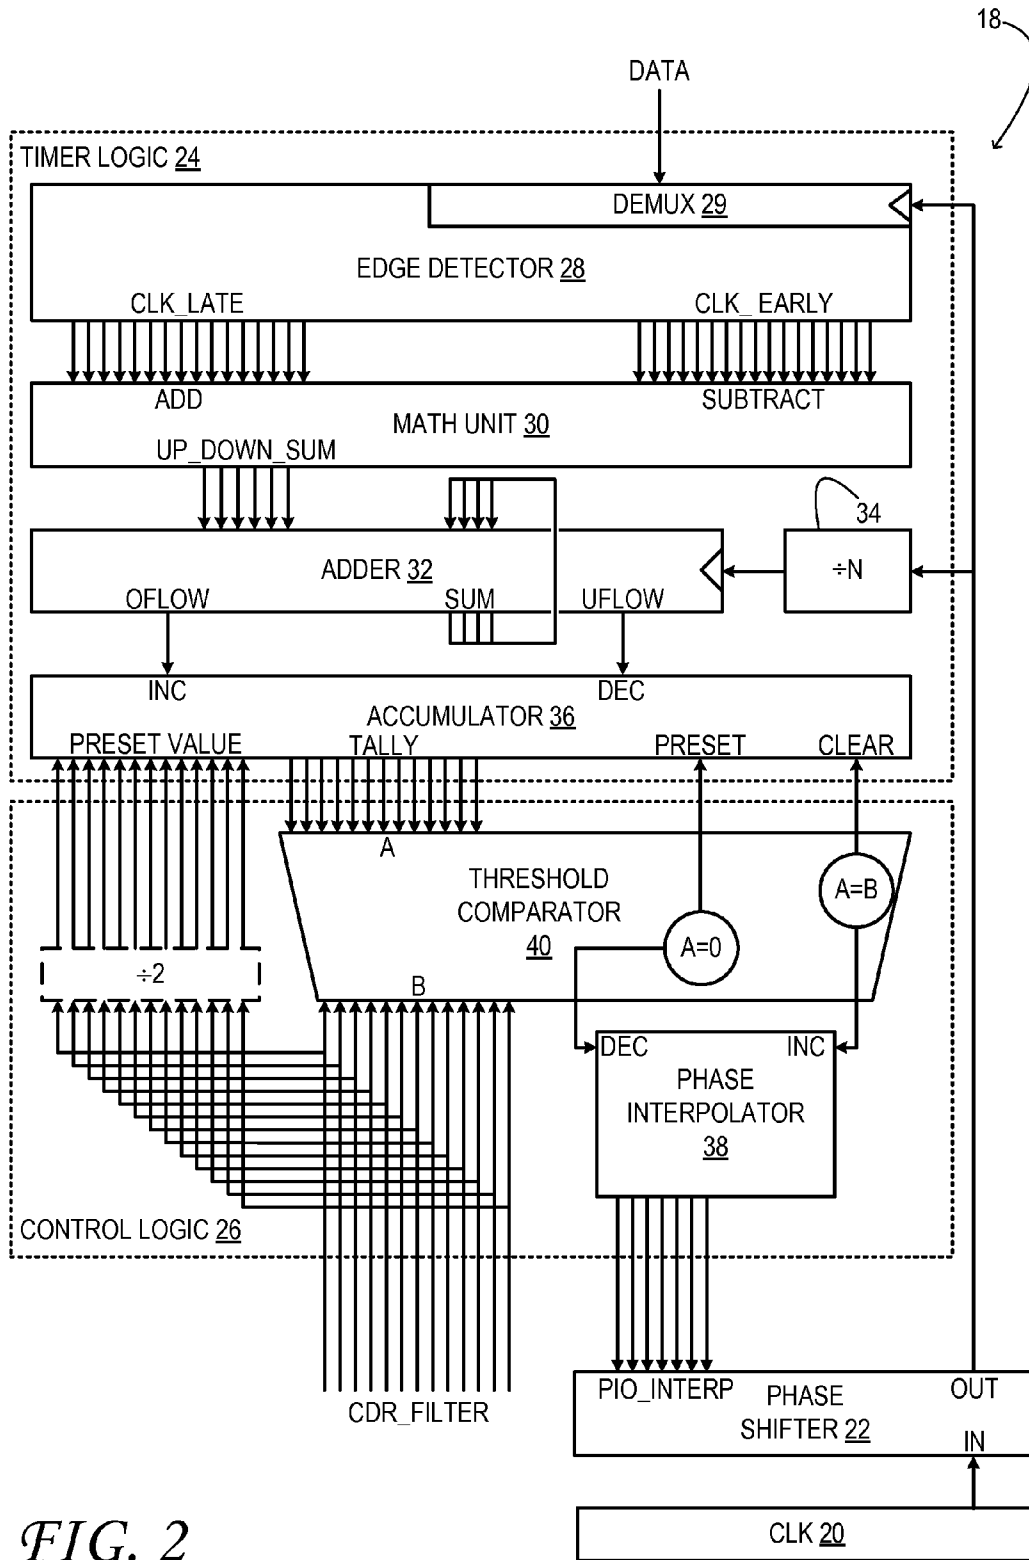 18
DATA
TIMER LOGIC 24
DEMUX 29
EDGE DETECTOR 28
CLK_LATE
CLK_ EARLY
ADD
SUBTRACT
MATH UNIT 30
UP_DOWN_SUM
34
ADDER 32
÷N
OFLOW
SUM
UFLOW
INC
DEC
ACCUMULATOR 36
PRESET VALUE
TALLY
PRESET
CLEAR
A
THRESHOLD
COMPARATOR
40
A=B
A=0
÷2
B
DEC
INC
PHASE
INTERPOLATOR
38
CONTROL LOGIC 26
CDR_FILTER
PIO_INTERP
PHASE
SHIFTER 22
OUT
IN
CLK 20
FIG. 2